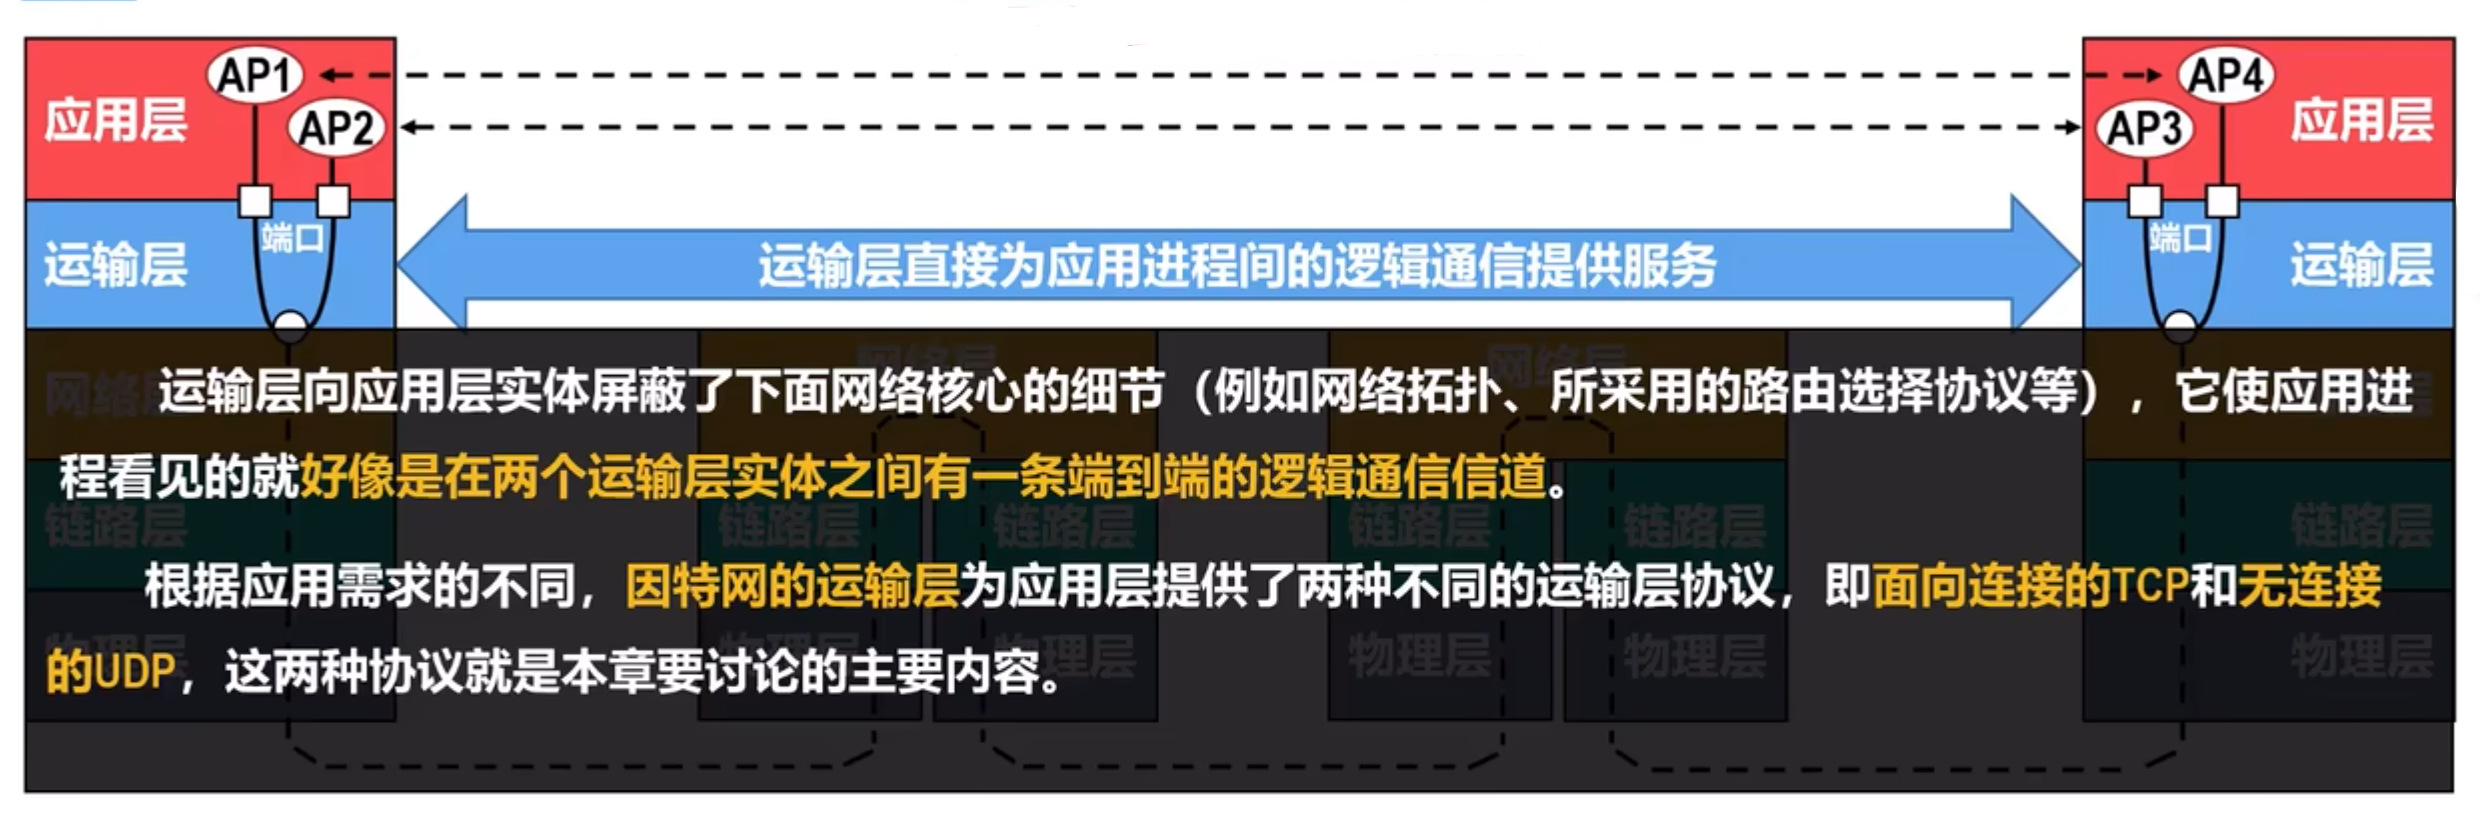 AP1
AP4
应用层
AP2
AP3
应用层
运输层
端口
运输层直接为应用进程间的逻辑通信提供服务
端口
运输层
网络层
网络层
运输层向应用层实体屏蔽了下面网络核心的细节（例如网络拓扑、所采用的路由选择协议等），它使应用进
程看见的就好像是在两个运输层实体之间有一条端到端的逻辑通信信道。
链路层
链路层
链路层
链路层
链路层
链路层
根据应用需求的不同，因特网的运输层为应用层提供了两种不同的运输层协议，即面向连接的TCP和无连接
的UDP，这两种协议就是本章要讨论的主要内容。
物理层
物理层
物理层
物理层
物理层